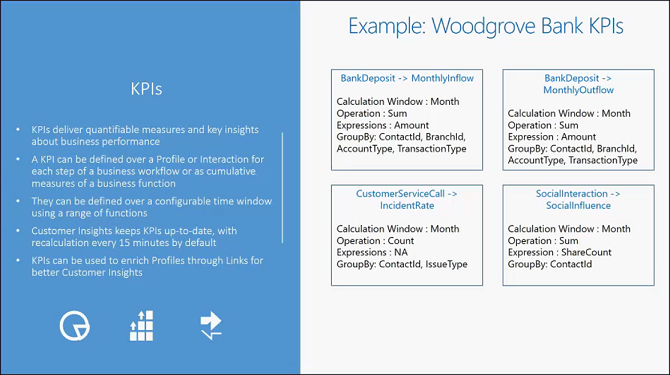 KPIs
• KPIs deliver quantifiable measures and key insights
about business performance
• A KPI can be defined over a Profile or Interaction for
each step of a business workflow or as cumulative
measures of a business function
• They can be defined over a configurable time window
using a range of functions
• Customer Insights keeps KPIs up-to-date, with
recalculation every 15 minutes by default
• KPIs can be used to enrich Profiles through Links for
better Customer Insights
Example: Woodgrove Bank KPIs
BankDeposit -> MonthlyInflow
Calculation Window : Month
Operation : Sum
Expressions : Amount
GroupBy: ContactId, BranchId,
AccountType, TransactionType
BankDeposit ->
MonthlyOutflow
Calculation Window : Month
Operation : Sum
Expression : Amount
GroupBy : ContactId, BranchId,
AccountType, TransactionType
CustomerServiceCall ->
IncidentRate
Calculation Window : Month
Operation : Count
Expressions : NA
GroupBy: ContactId, IssueType
SocialInteraction ->
SocialInfluence
Calculation Window : Month
Operation : Sum
Expression : ShareCount
GroupBy: ContactId